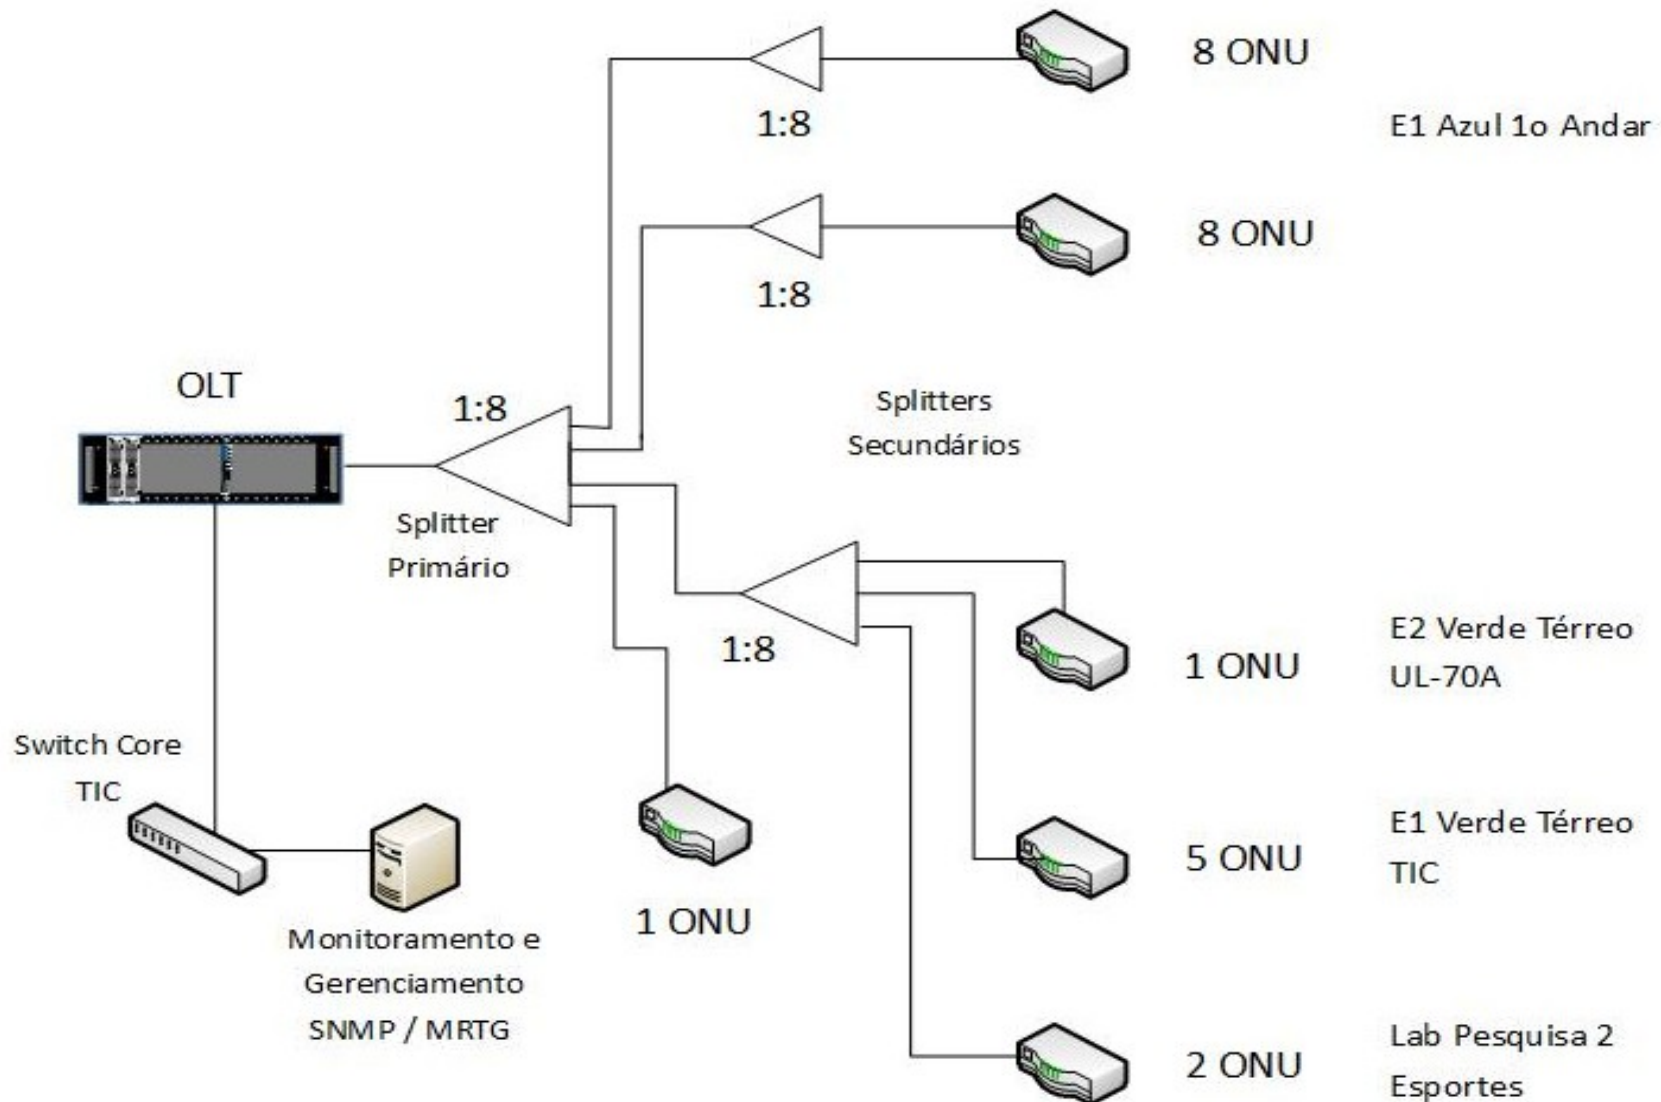 8 ONU
1:8
E1 Azul 1o Andar
8 ONU
1:8
OLT
1:8
Splitters
Secundários
Splitter
Primário
1:8
E2 Verde Térreo
1 ONU
UL-70A
Switch Core
TIC
E1 Verde Térreo
5 ONU
TIC
1 ONU
Monitoramento e
Gerenciamento
SNMP / MRTG
Lab Pesquisa 2
2 ONU
Esportes